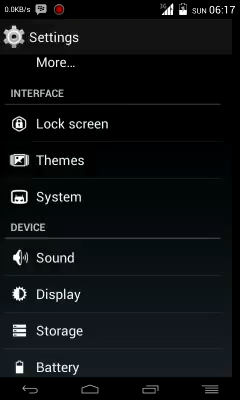 0.0KB/s 3G SUN 06:17
Settings
More...
INTERFACE
Lock screen
Themes
System
DEVICE
Sound
Display
Storage
Battery